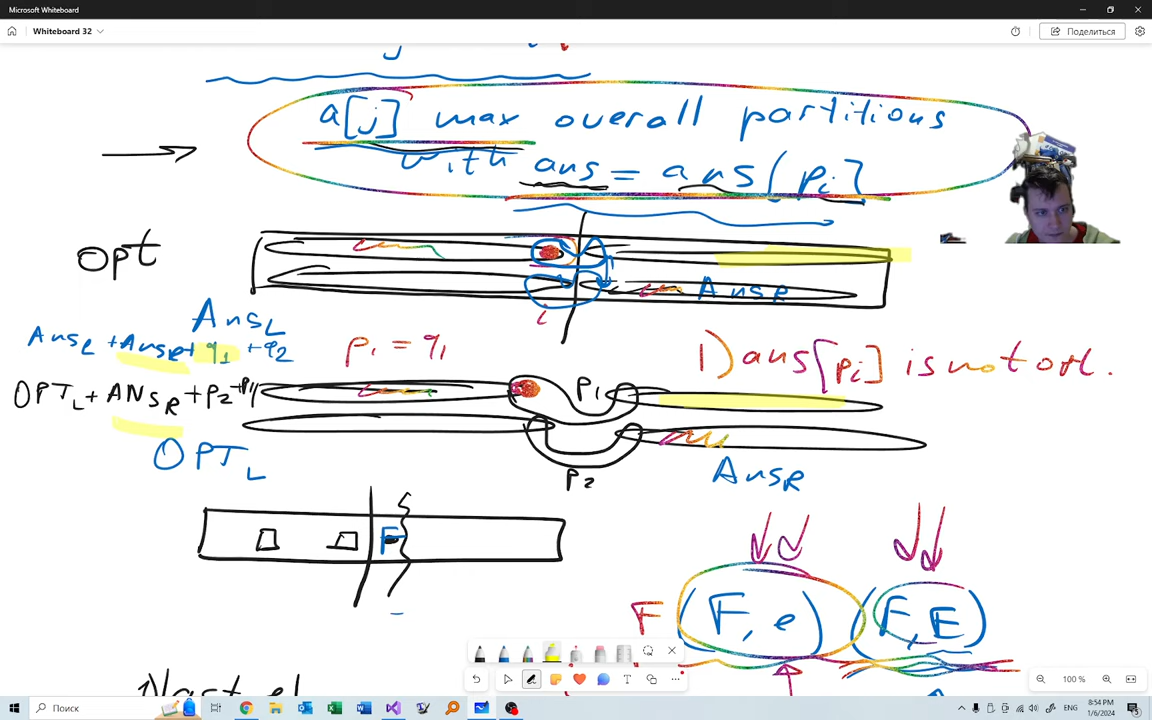 Microsoft Whiteboard
Whiteboard 32
Поделиться
a[j] max overall partitions
with ans = ans[pi]
opt
AnsR
i
AnsL
AnsL + AnsR + q1 + q2
p1 = q1
1) ans[pi] is not opt.
OPTL + ANSR + p2 + p1
p1
OPTL
p2
AnsR
F
F (F, e) (F, E)
100 %
Поиск
ENG
8:54 PM
1/6/2024